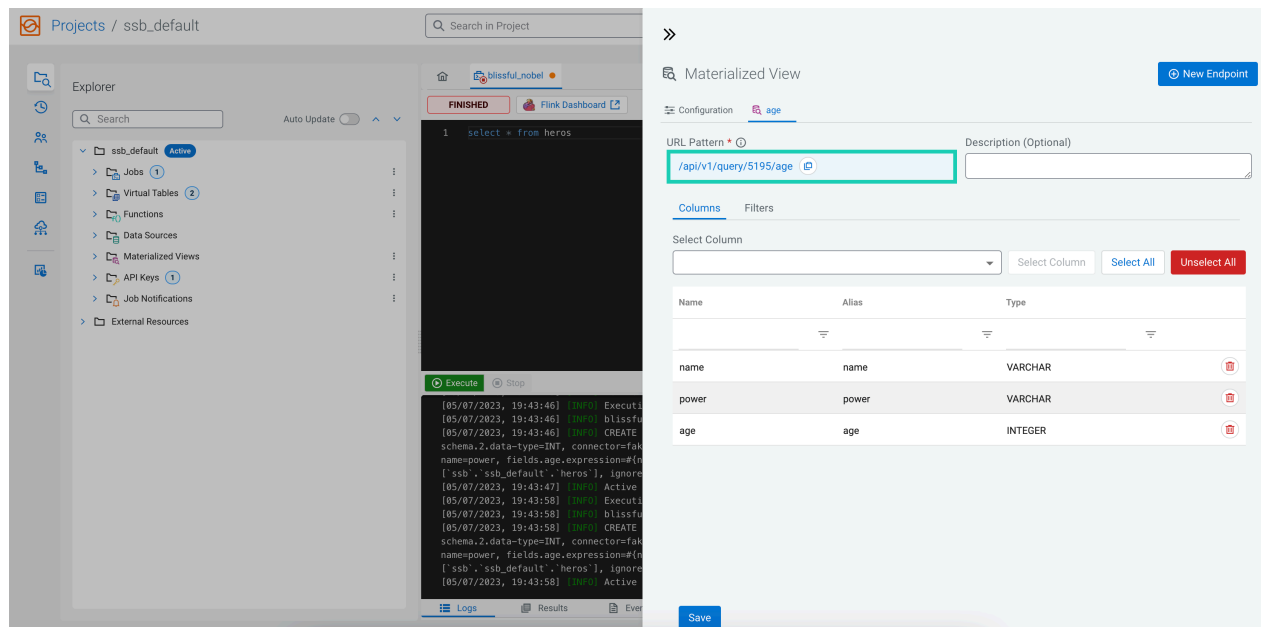 Projects / ssb_default
Search in Project
Explorer
Search
Auto Update
ssb_default Active
Jobs 1
Virtual Tables 2
Functions
Data Sources
Materialized Views
API Keys 1
Job Notifications
External Resources
blissful_nobel
FINISHED
Flink Dashboard
1 select * from heros
Execute
Stop
[05/07/2023, 19:43:46] [INFO] Executi
[05/07/2023, 19:43:46] [INFO] blissfu
[05/07/2023, 19:43:46] [INFO] CREATE
schema.2.data-type=INT, connector=fak
name=power, fields.age.expression=#{n
[`ssb`.`ssb_default`.`heros`], ignore
[05/07/2023, 19:43:47] [INFO] Active
[05/07/2023, 19:43:58] [INFO] Executi
[05/07/2023, 19:43:58] [INFO] blissfu
[05/07/2023, 19:43:58] [INFO] CREATE
schema.2.data-type=INT, connector=fak
name=power, fields.age.expression=#{n
[`ssb`.`ssb_default`.`heros`], ignore
[05/07/2023, 19:43:58] [INFO] Active
Logs
Results
Ever
Materialized View
New Endpoint
Configuration
age
URL Pattern *
Description (Optional)
/api/v1/query/5195/age
Columns
Filters
Select Column
Select Column
Select All
Unselect All
Name Alias Type
name name VARCHAR
power power VARCHAR
age age INTEGER
Save